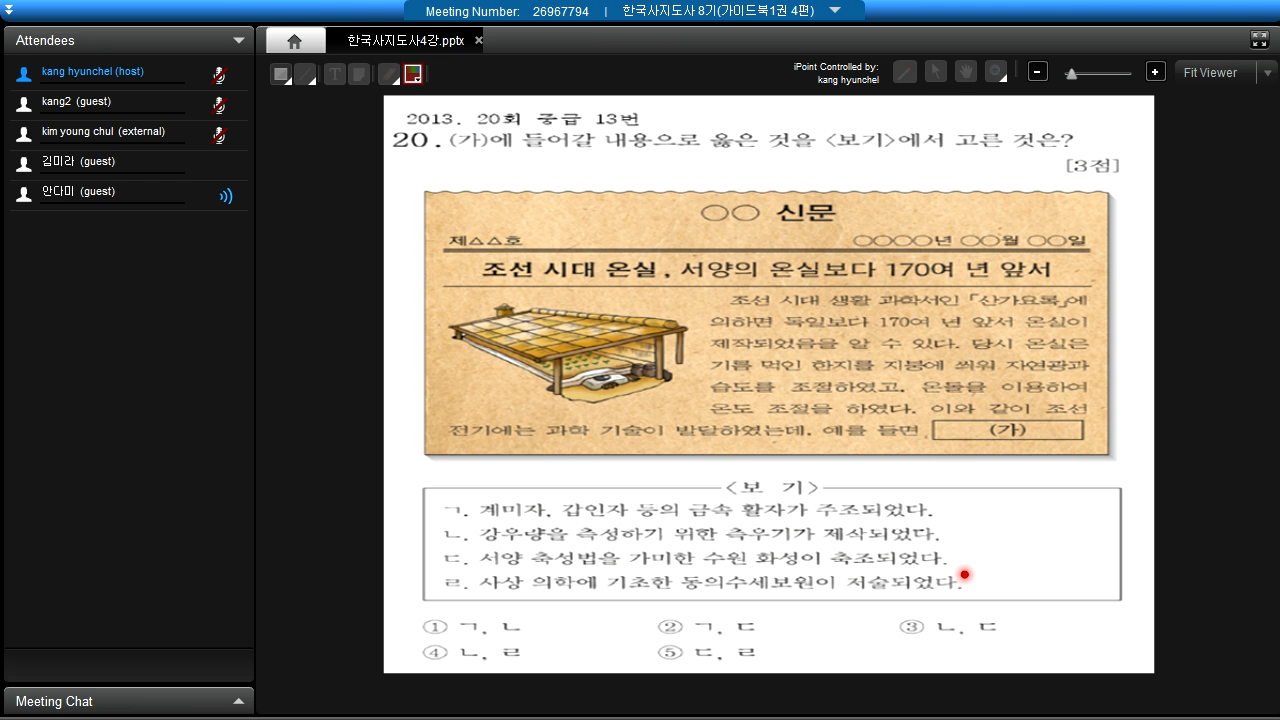 Meeting Number: 26967794 | 한국사지도사 8기(가이드북1권 4편)
Attendees
kang hyunchel (host)
kang2 (guest)
kim young chul (external)
김미라 (guest)
안다미 (guest)
Meeting Chat
한국사지도사4강.pptx
iPoint Controlled by:
kang hyunchel
Fit Viewer
2013. 20회 중급 13번
20. (가)에 들어갈 내용으로 옳은 것을 <보기>에서 고른 것은?
[3점]
○○ 신문
제△△호 ○○○○년 ○○월 ○○일
조선 시대 온실, 서양의 온실보다 170여 년 앞서
조선 시대 생활 과학서인 「산가요록」에
의하면 독일보다 170여 년 앞서 온실이
제작되었음을 알 수 있다. 당시 온실은
기름 먹인 한지를 지붕에 씌워 자연광과
습도를 조절하였고, 온돌을 이용하여
온도 조절을 하였다. 이와 같이 조선
전기에는 과학 기술이 발달하였는데, 예를 들면 (가)
<보 기>
ㄱ. 계미자, 갑인자 등의 금속 활자가 주조되었다.
ㄴ. 강우량을 측정하기 위한 측우기가 제작되었다.
ㄷ. 서양 축성법을 가미한 수원 화성이 축조되었다.
ㄹ. 사상 의학에 기초한 동의수세보원이 저술되었다.
① ㄱ, ㄴ ② ㄱ, ㄷ ③ ㄴ, ㄷ
④ ㄴ, ㄹ ⑤ ㄷ, ㄹ